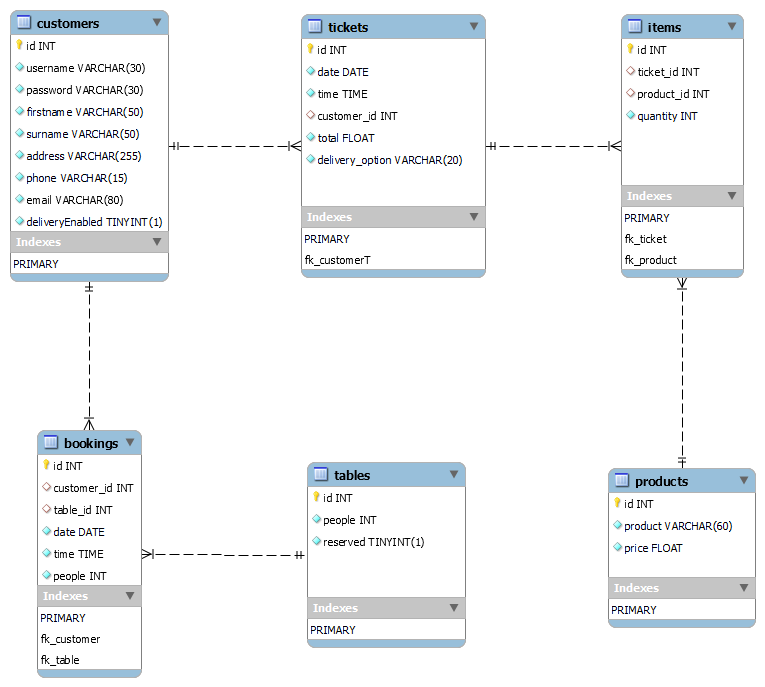 customers
id INT
username VARCHAR(30)
password VARCHAR(30)
firstname VARCHAR(50)
surname VARCHAR(50)
address VARCHAR(255)
phone VARCHAR(15)
email VARCHAR(80)
deliveryEnabled TINYINT(1)
Indexes
PRIMARY
tickets
id INT
date DATE
time TIME
customer_id INT
total FLOAT
delivery_option VARCHAR(20)
Indexes
PRIMARY
fk_customerT
items
id INT
ticket_id INT
product_id INT
quantity INT
Indexes
PRIMARY
fk_ticket
fk_product
bookings
id INT
customer_id INT
table_id INT
date DATE
time TIME
people INT
Indexes
PRIMARY
fk_customer
fk_table
tables
id INT
people INT
reserved TINYINT(1)
Indexes
PRIMARY
products
id INT
product VARCHAR(60)
price FLOAT
Indexes
PRIMARY